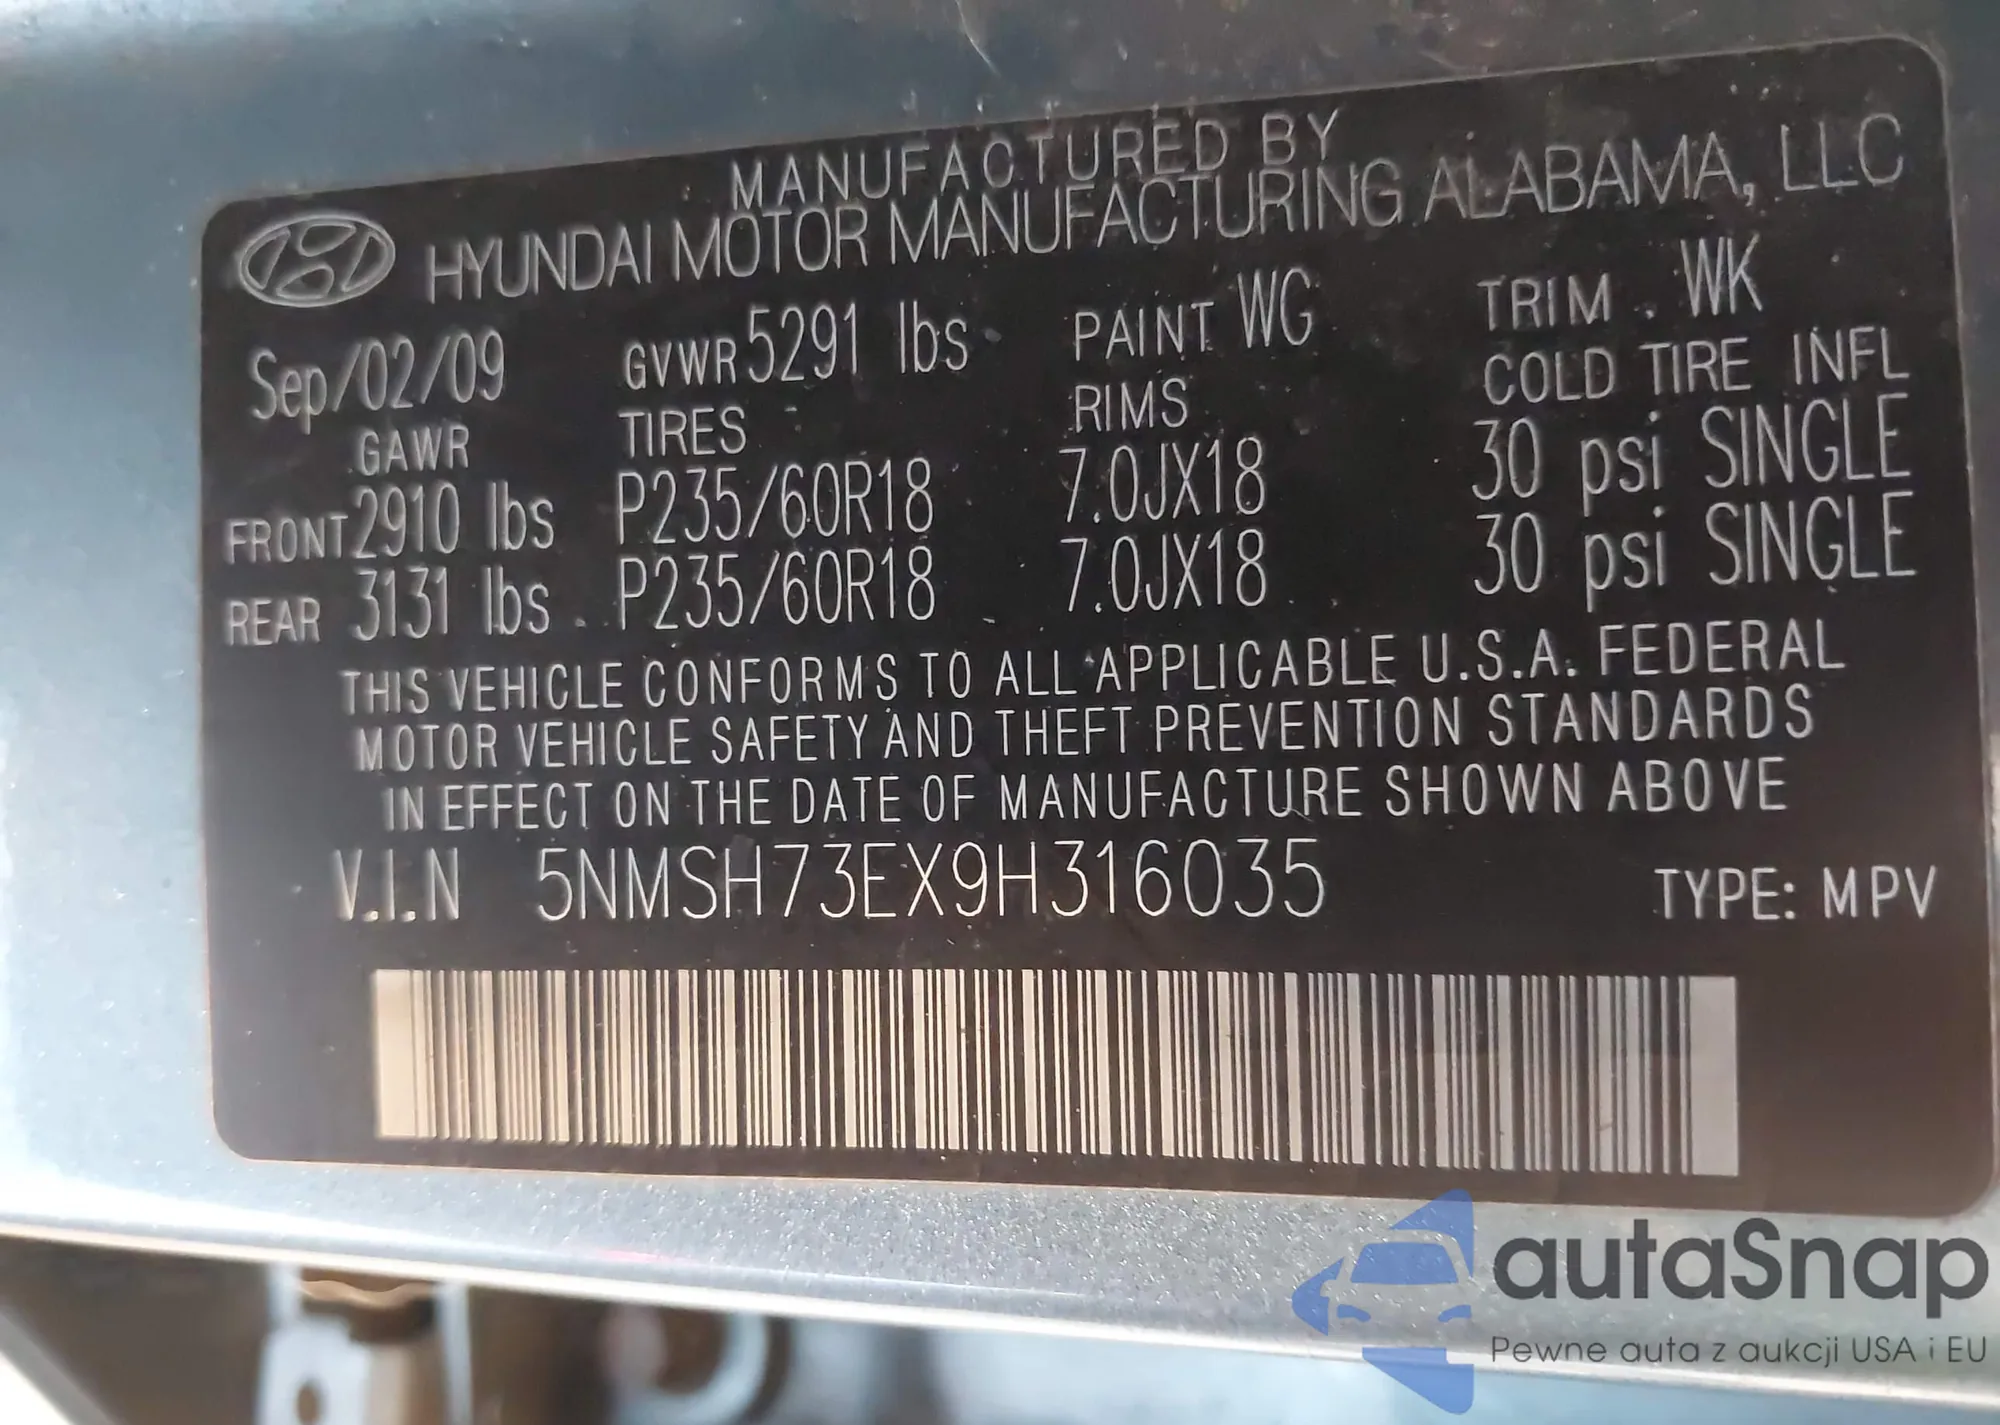 MANUFACTURED BY
HYUNDAI MOTOR MANUFACTURING ALABAMA, LLC
Sep/02/09 GVWR 5291 lbs PAINT WG TRIM WK
GAWR TIRES RIMS COLD TIRE INFL
FRONT 2910 lbs P235/60R18 7.0JX18 30 psi SINGLE
REAR 3131 lbs P235/60R18 7.0JX18 30 psi SINGLE
THIS VEHICLE CONFORMS TO ALL APPLICABLE U.S.A. FEDERAL
MOTOR VEHICLE SAFETY AND THEFT PREVENTION STANDARDS
IN EFFECT ON THE DATE OF MANUFACTURE SHOWN ABOVE
V.I.N 5NMSH73EX9H316035 TYPE: MPV
autaSnap
Pewne auta z aukcji USA i EU